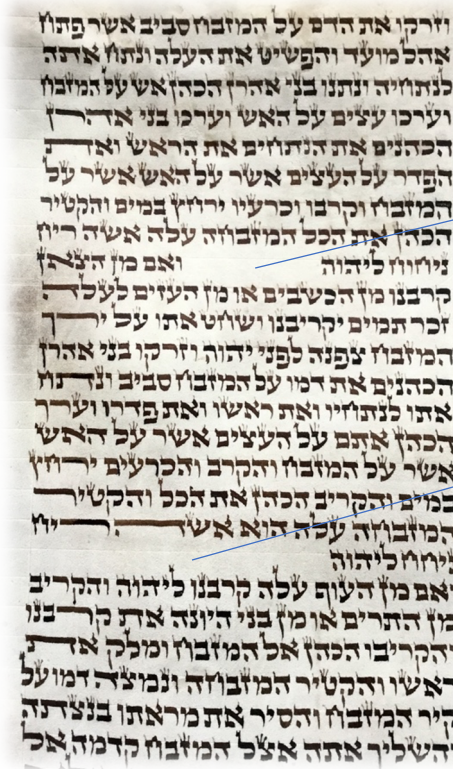 וזרקו את הדם על המזבח סביב אשר פתח
אהל מועד והפשיט את העלה ונתח אתה
לנתחיה ונתנו בני אהרן הכהן אש על המזבח
וערכו עצים על האש וערכו בני אהרן
הכהנים את הנתחים את הראש ואת
הפדר על העצים אשר על האש אשר על
המזבח וקרבו וכרעיו ירחץ במים והקטיר
הכהן את הכל המזבחה עלה אשה ריח
ניחוח ליהוה ואם מן הצאן
קרבנו מן הכשבים או מן העזים לעלה
זכר תמים יקריבנו ושחט אתו על ירך
המזבח צפנה לפני יהוה וזרקו בני אהרן
הכהנים את דמו על המזבח סביב ונתח
אתו לנתחיו ואת ראשו ואת פדרו וערך
הכהן אתם על העצים אשר על האש
אשר על המזבח והקרב והכרעים ירחץ
במים והקריב הכהן את הכל והקטיר
המזבחה עלה הוא אשה ריח
ניחח ליהוה
ואם מן העוף עלה קרבנו ליהוה והקריב
מן התרים או מן בני היונה את קרבנו
והקריבו הכהן אל המזבח ומלק את
ראשו והקטיר המזבחה ונמצה דמו על
קיר המזבח והסיר את מראתו בנצתה
והשליך אתה אצל המזבח קדמה אל